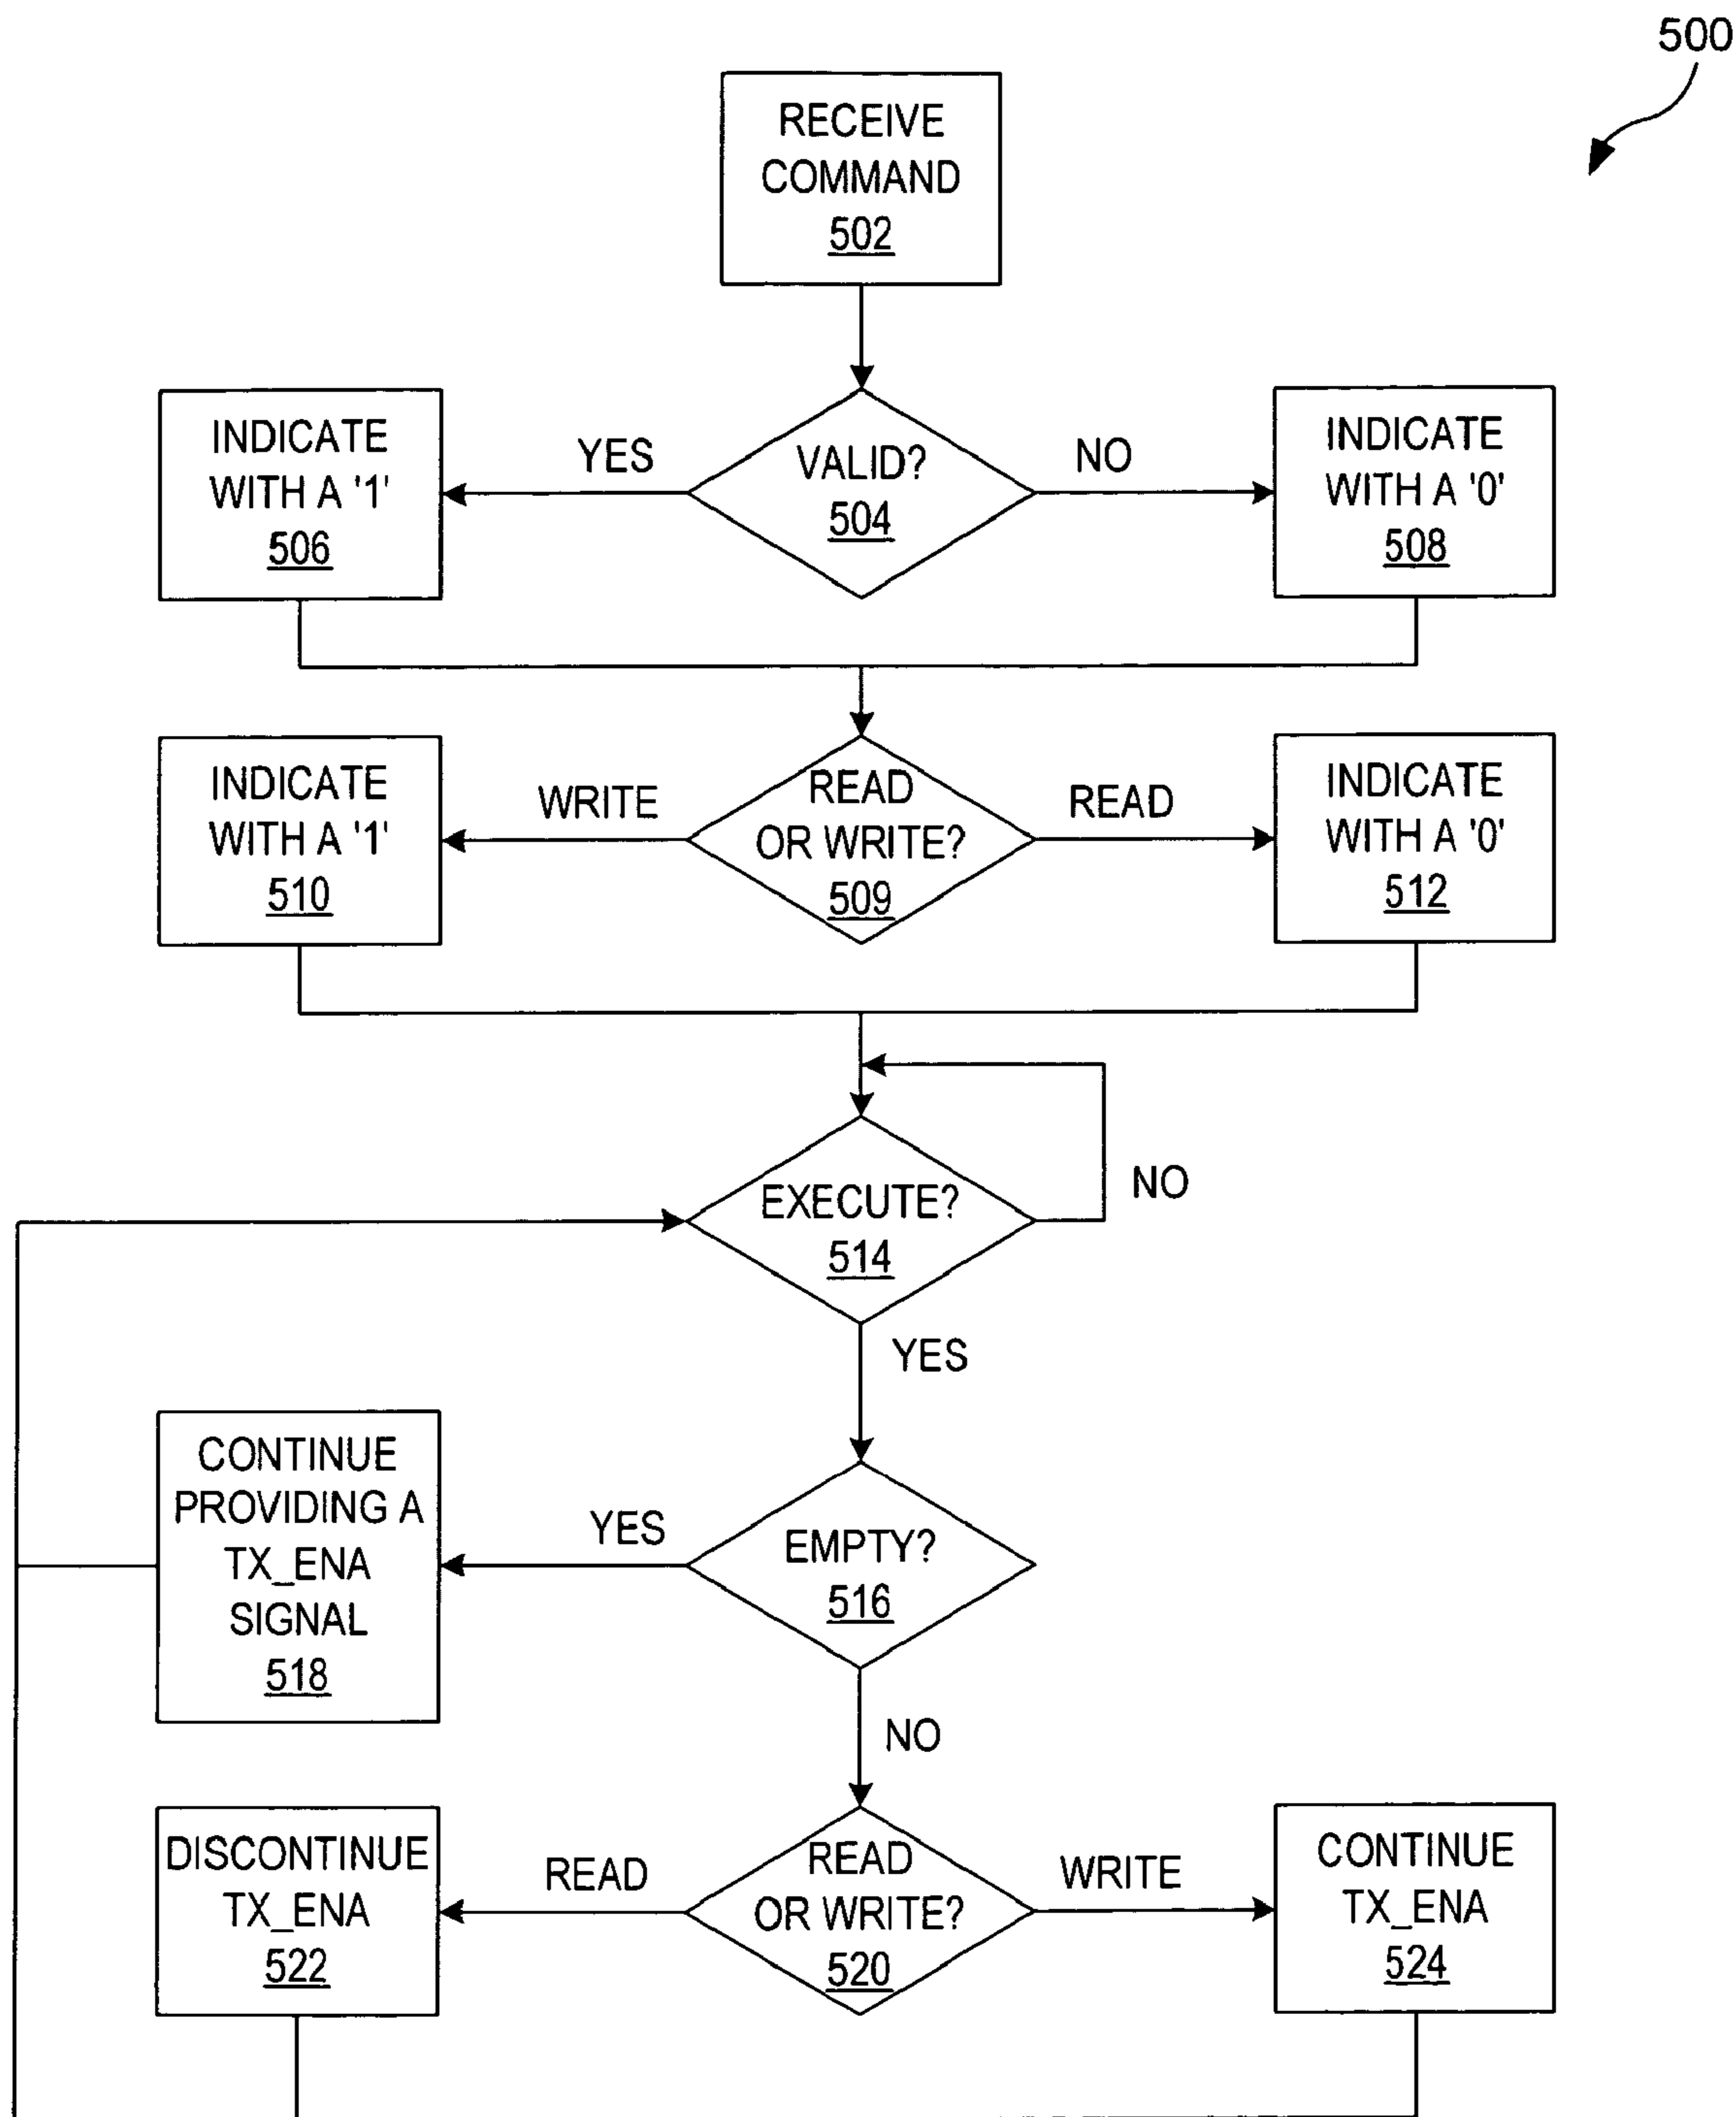 500
RECEIVE
COMMAND
502
INDICATE
WITH A '1'
506
YES
VALID?
504
NO
INDICATE
WITH A '0'
508
INDICATE
WITH A '1'
510
WRITE
READ
OR WRITE?
509
READ
INDICATE
WITH A '0'
512
EXECUTE?
514
NO
YES
CONTINUE
PROVIDING A
TX_ENA
SIGNAL
518
YES
EMPTY?
516
NO
DISCONTINUE
TX_ENA
522
READ
READ
OR WRITE?
520
WRITE
CONTINUE
TX_ENA
524